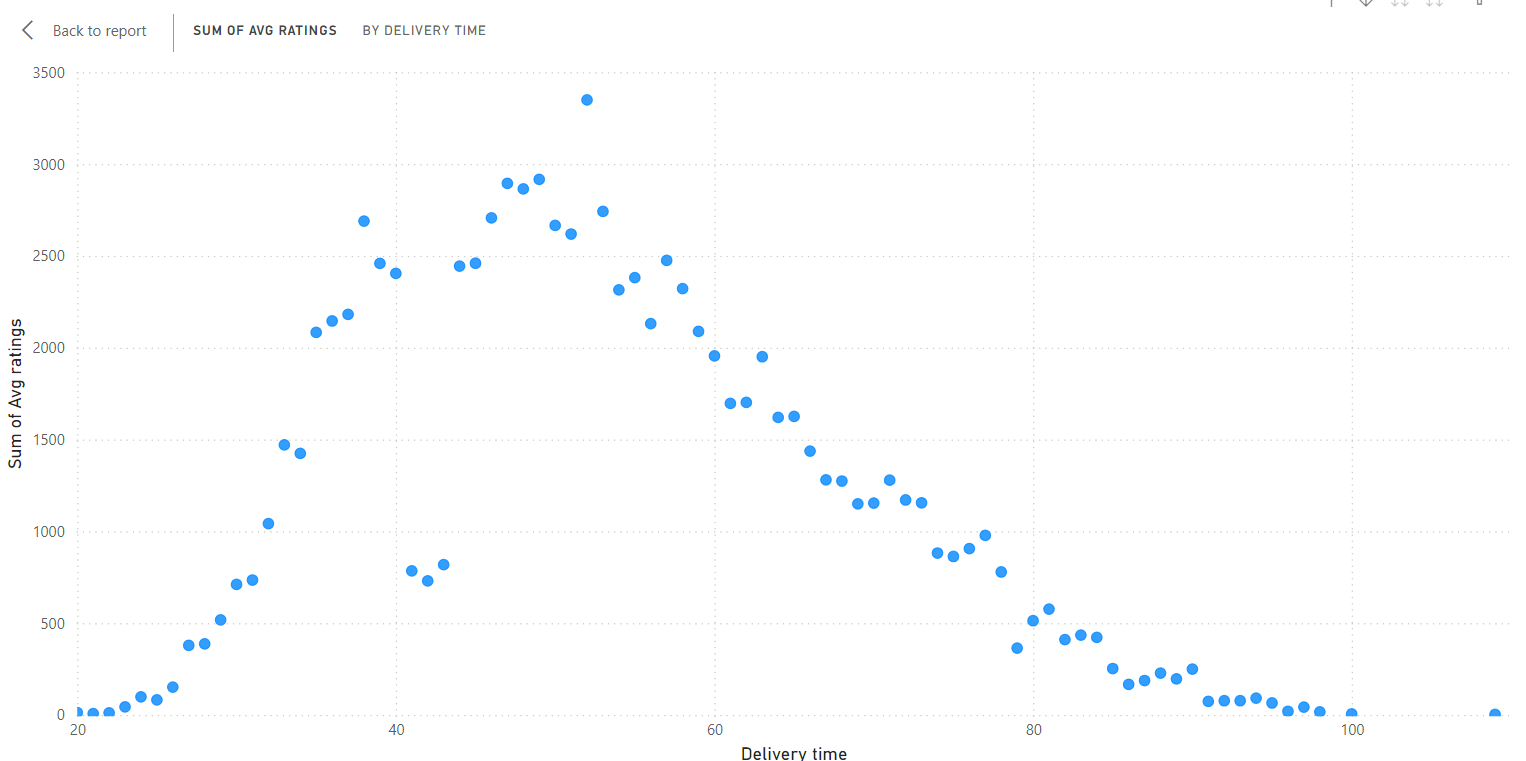 Back to report SUM OF AVG RATINGS BY DELIVERY TIME
3500
3000
2500
2000
1500
1000
500
0
Sum of Avg ratings
20 40 60 80 100
Delivery time